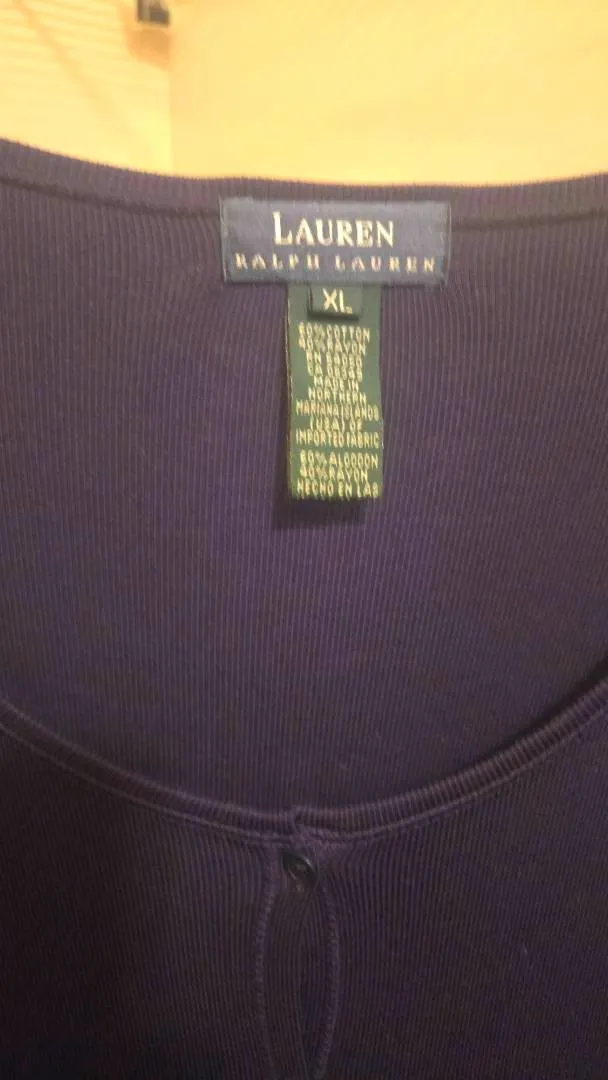 LAUREN
RALPH LAUREN
XL
60% COTTON
40% RAYON
MADE IN
NORTHERN
MARIANA ISLANDS
(USA) OF
IMPORTED FABRIC
60% ALGODON
40% RAYON
HECHO EN LAS